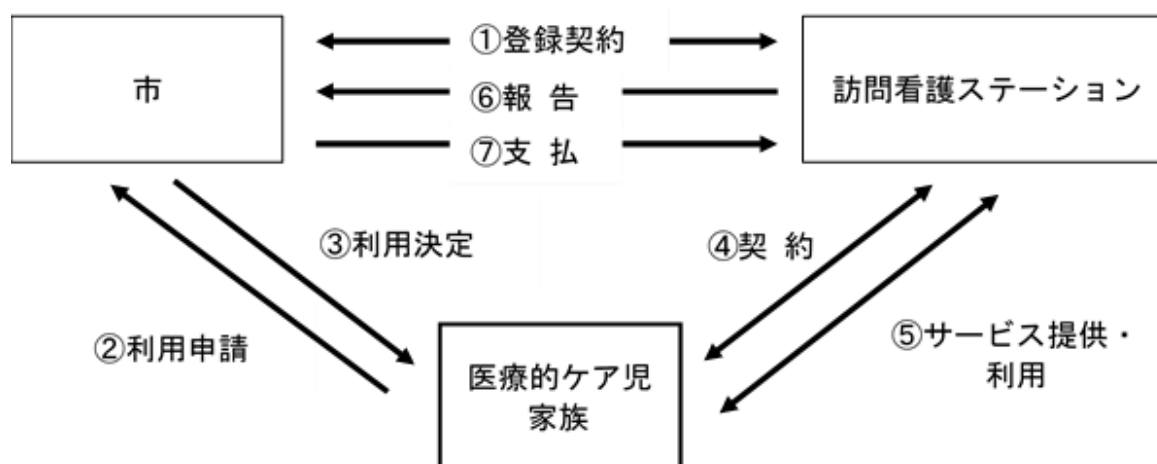 市
①登録契約
⑥報 告
⑦支 払
訪問看護ステーション
③利用決定
④契 約
②利用申請
⑤サービス提供・
利用
医療的ケア児
家族